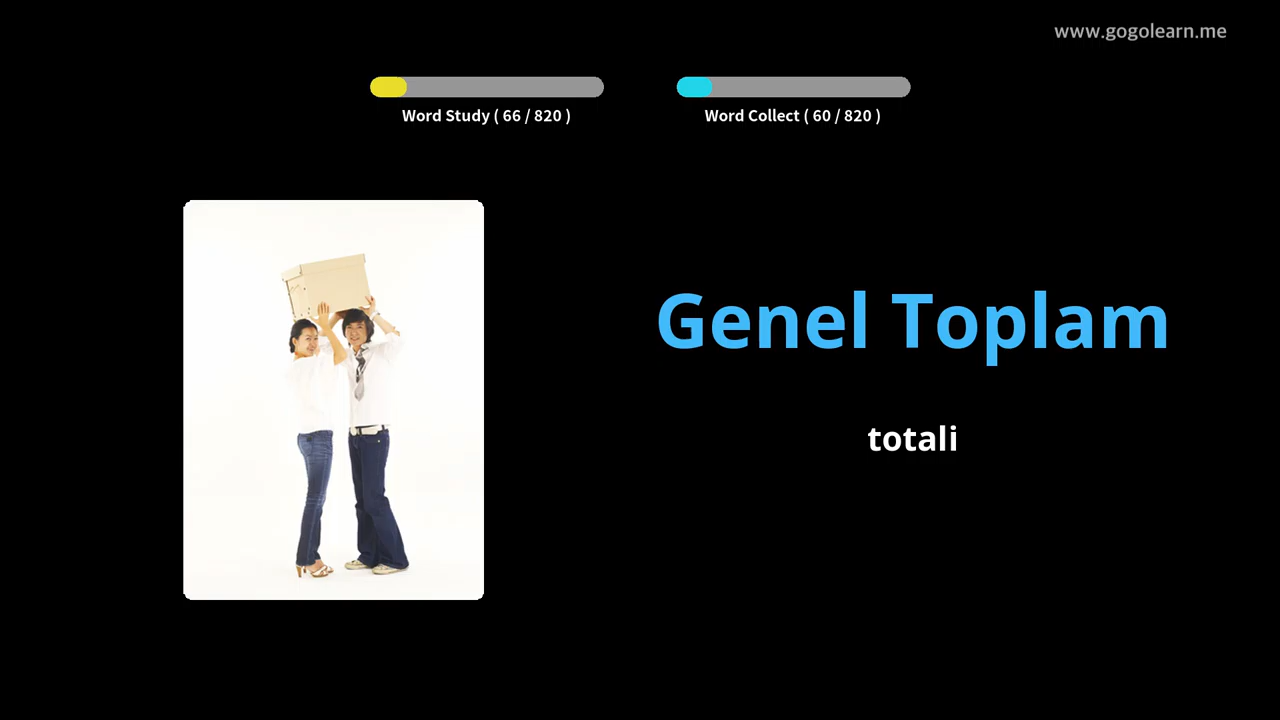 www.gogolearn.me
Word Study ( 66 / 820 )
Word Collect ( 60 / 820 )
Genel Toplam
totali